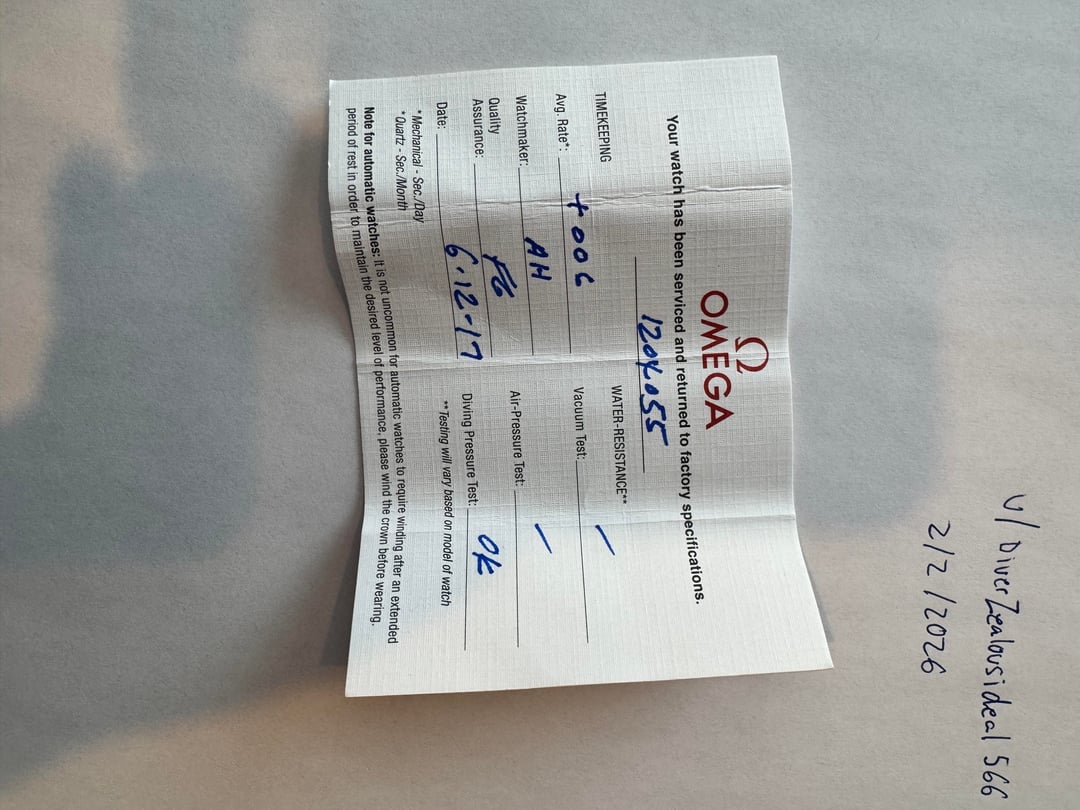 u/DiverZealousideal 566
2/2/2026
Ω
OMEGA
Your watch has been serviced and returned to factory specifications.
TIMEKEEPING
Avg. Rate*: +006
Watchmaker: AH
Quality
Assurance:
Date: 6-12-17
* Mechanical - Sec./Day
* Quartz - Sec./Month
WATER-RESISTANCE**
Vacuum Test: –
Air-Pressure Test: –
Diving Pressure Test: Ok
**Testing will vary based on model of watch
Note for automatic watches: It is not uncommon for automatic watches to require winding after an extended
period of rest in order to maintain the desired level of performance, please wind the crown before wearing.